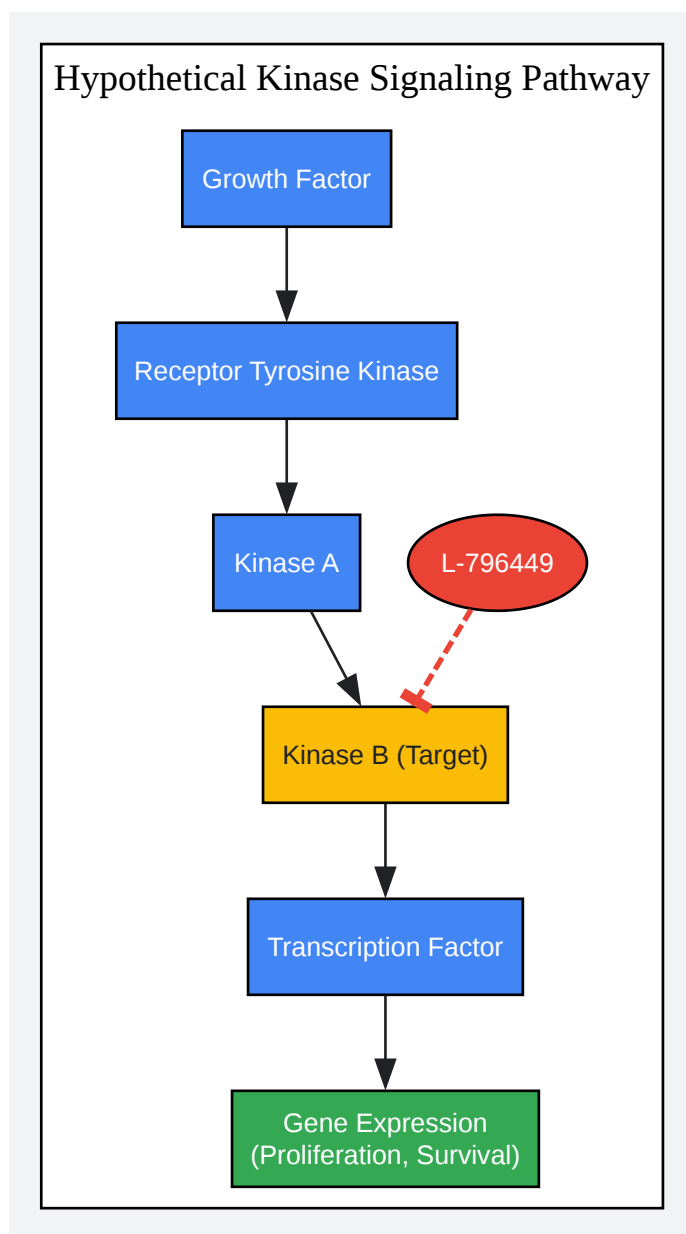 Hypothetical Kinase Signaling Pathway
Growth Factor
Receptor Tyrosine Kinase
Kinase A
L-796449
Kinase B (Target)
Transcription Factor
Gene Expression
(Proliferation, Survival)